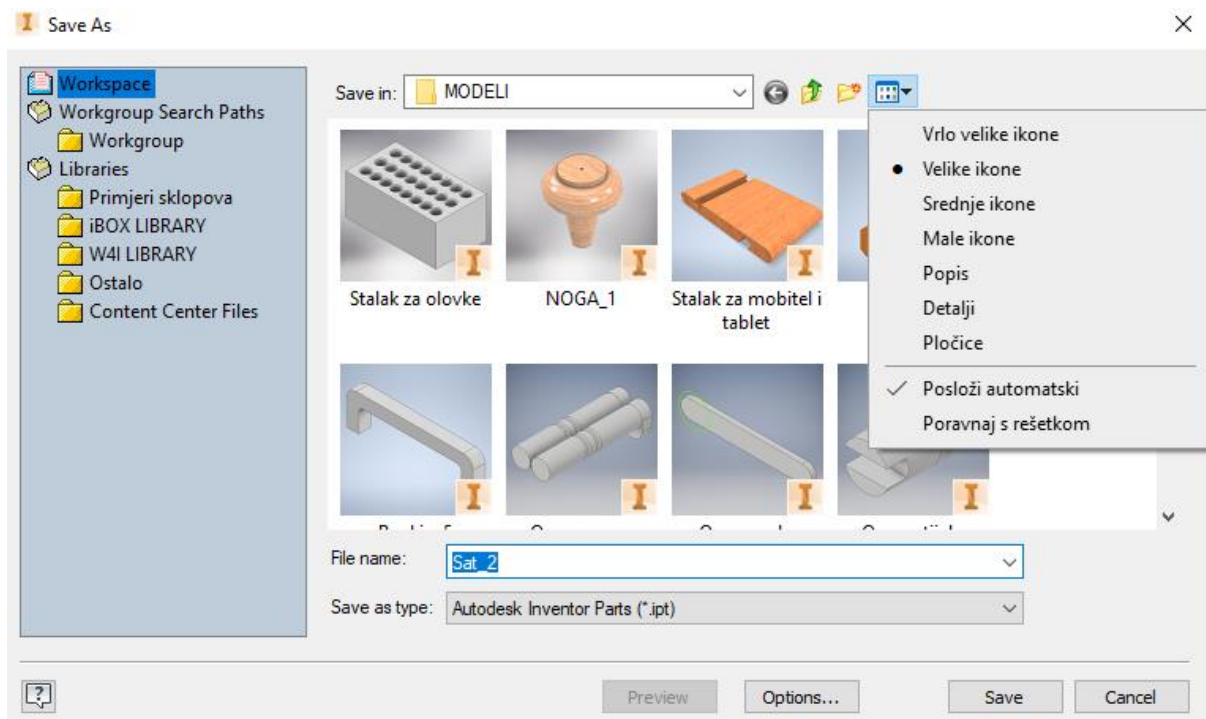 Save As
Workspace
Workgroup Search Paths
Workgroup
Libraries
Primjeri sklopova
iBOX LIBRARY
W4I LIBRARY
Ostalo
Content Center Files
Save in:
MODELI
Vrlo velike ikone
Velike ikone
Srednje ikone
Male ikone
Popis
Detalji
Pločice
Posloži automatski
Poravnaj s rešetkom
Stalak za olovke
NOGA_1
Stalak za mobitel i
tablet
File name:
Sat_2
Save as type:
Autodesk Inventor Parts (*.ipt)
Preview
Options...
Save
Cancel